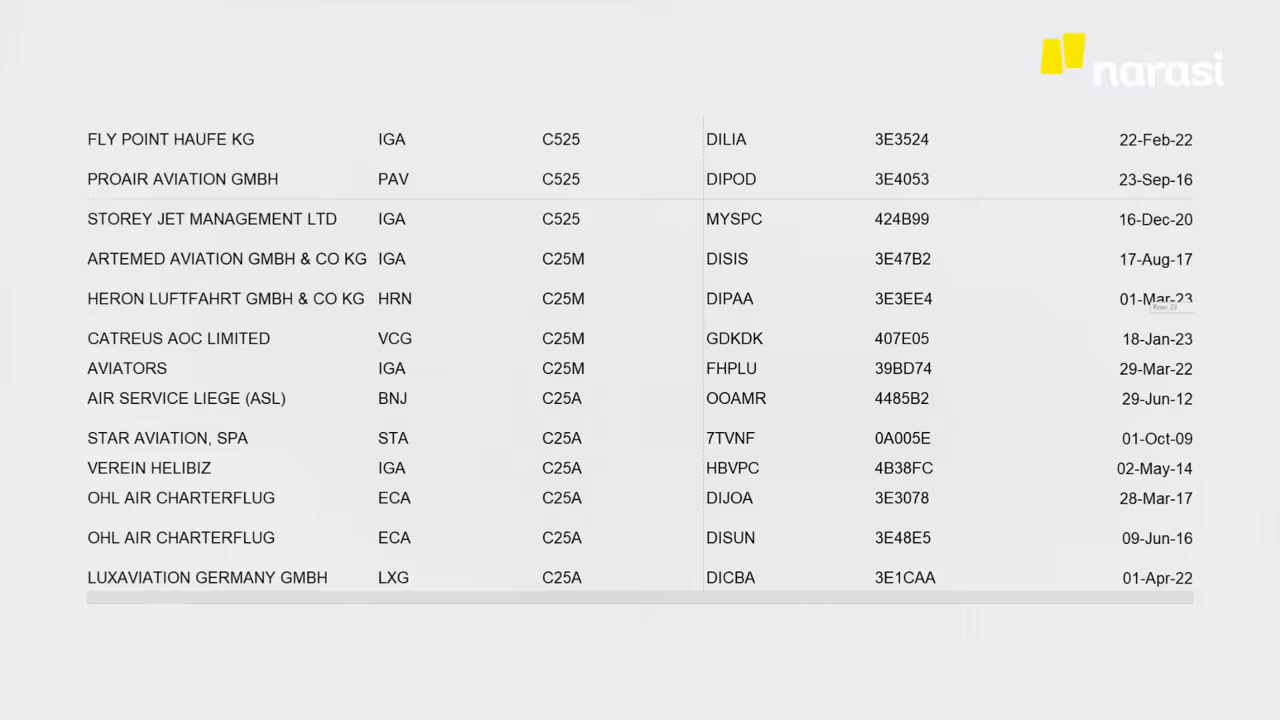 narasi
FLY POINT HAUFE KG IGA C525 DILIA 3E3524 22-Feb-22
PROAIR AVIATION GMBH PAV C525 DIPOD 3E4053 23-Sep-16
STOREY JET MANAGEMENT LTD IGA C525 MYSPC 424B99 16-Dec-20
ARTEMED AVIATION GMBH & CO KG IGA C25M DISIS 3E47B2 17-Aug-17
HERON LUFTFAHRT GMBH & CO KG HRN C25M DIPAA 3E3EE4 01-Mar-23
Row: 23
CATREUS AOC LIMITED VCG C25M GDKDK 407E05 18-Jan-23
AVIATORS IGA C25M FHPLU 39BD74 29-Mar-22
AIR SERVICE LIEGE (ASL) BNJ C25A OOAMR 4485B2 29-Jun-12
STAR AVIATION, SPA STA C25A 7TVNF 0A005E 01-Oct-09
VEREIN HELIBIZ IGA C25A HBVPC 4B38FC 02-May-14
OHL AIR CHARTERFLUG ECA C25A DIJOA 3E3078 28-Mar-17
OHL AIR CHARTERFLUG ECA C25A DISUN 3E48E5 09-Jun-16
LUXAVIATION GERMANY GMBH LXG C25A DICBA 3E1CAA 01-Apr-22